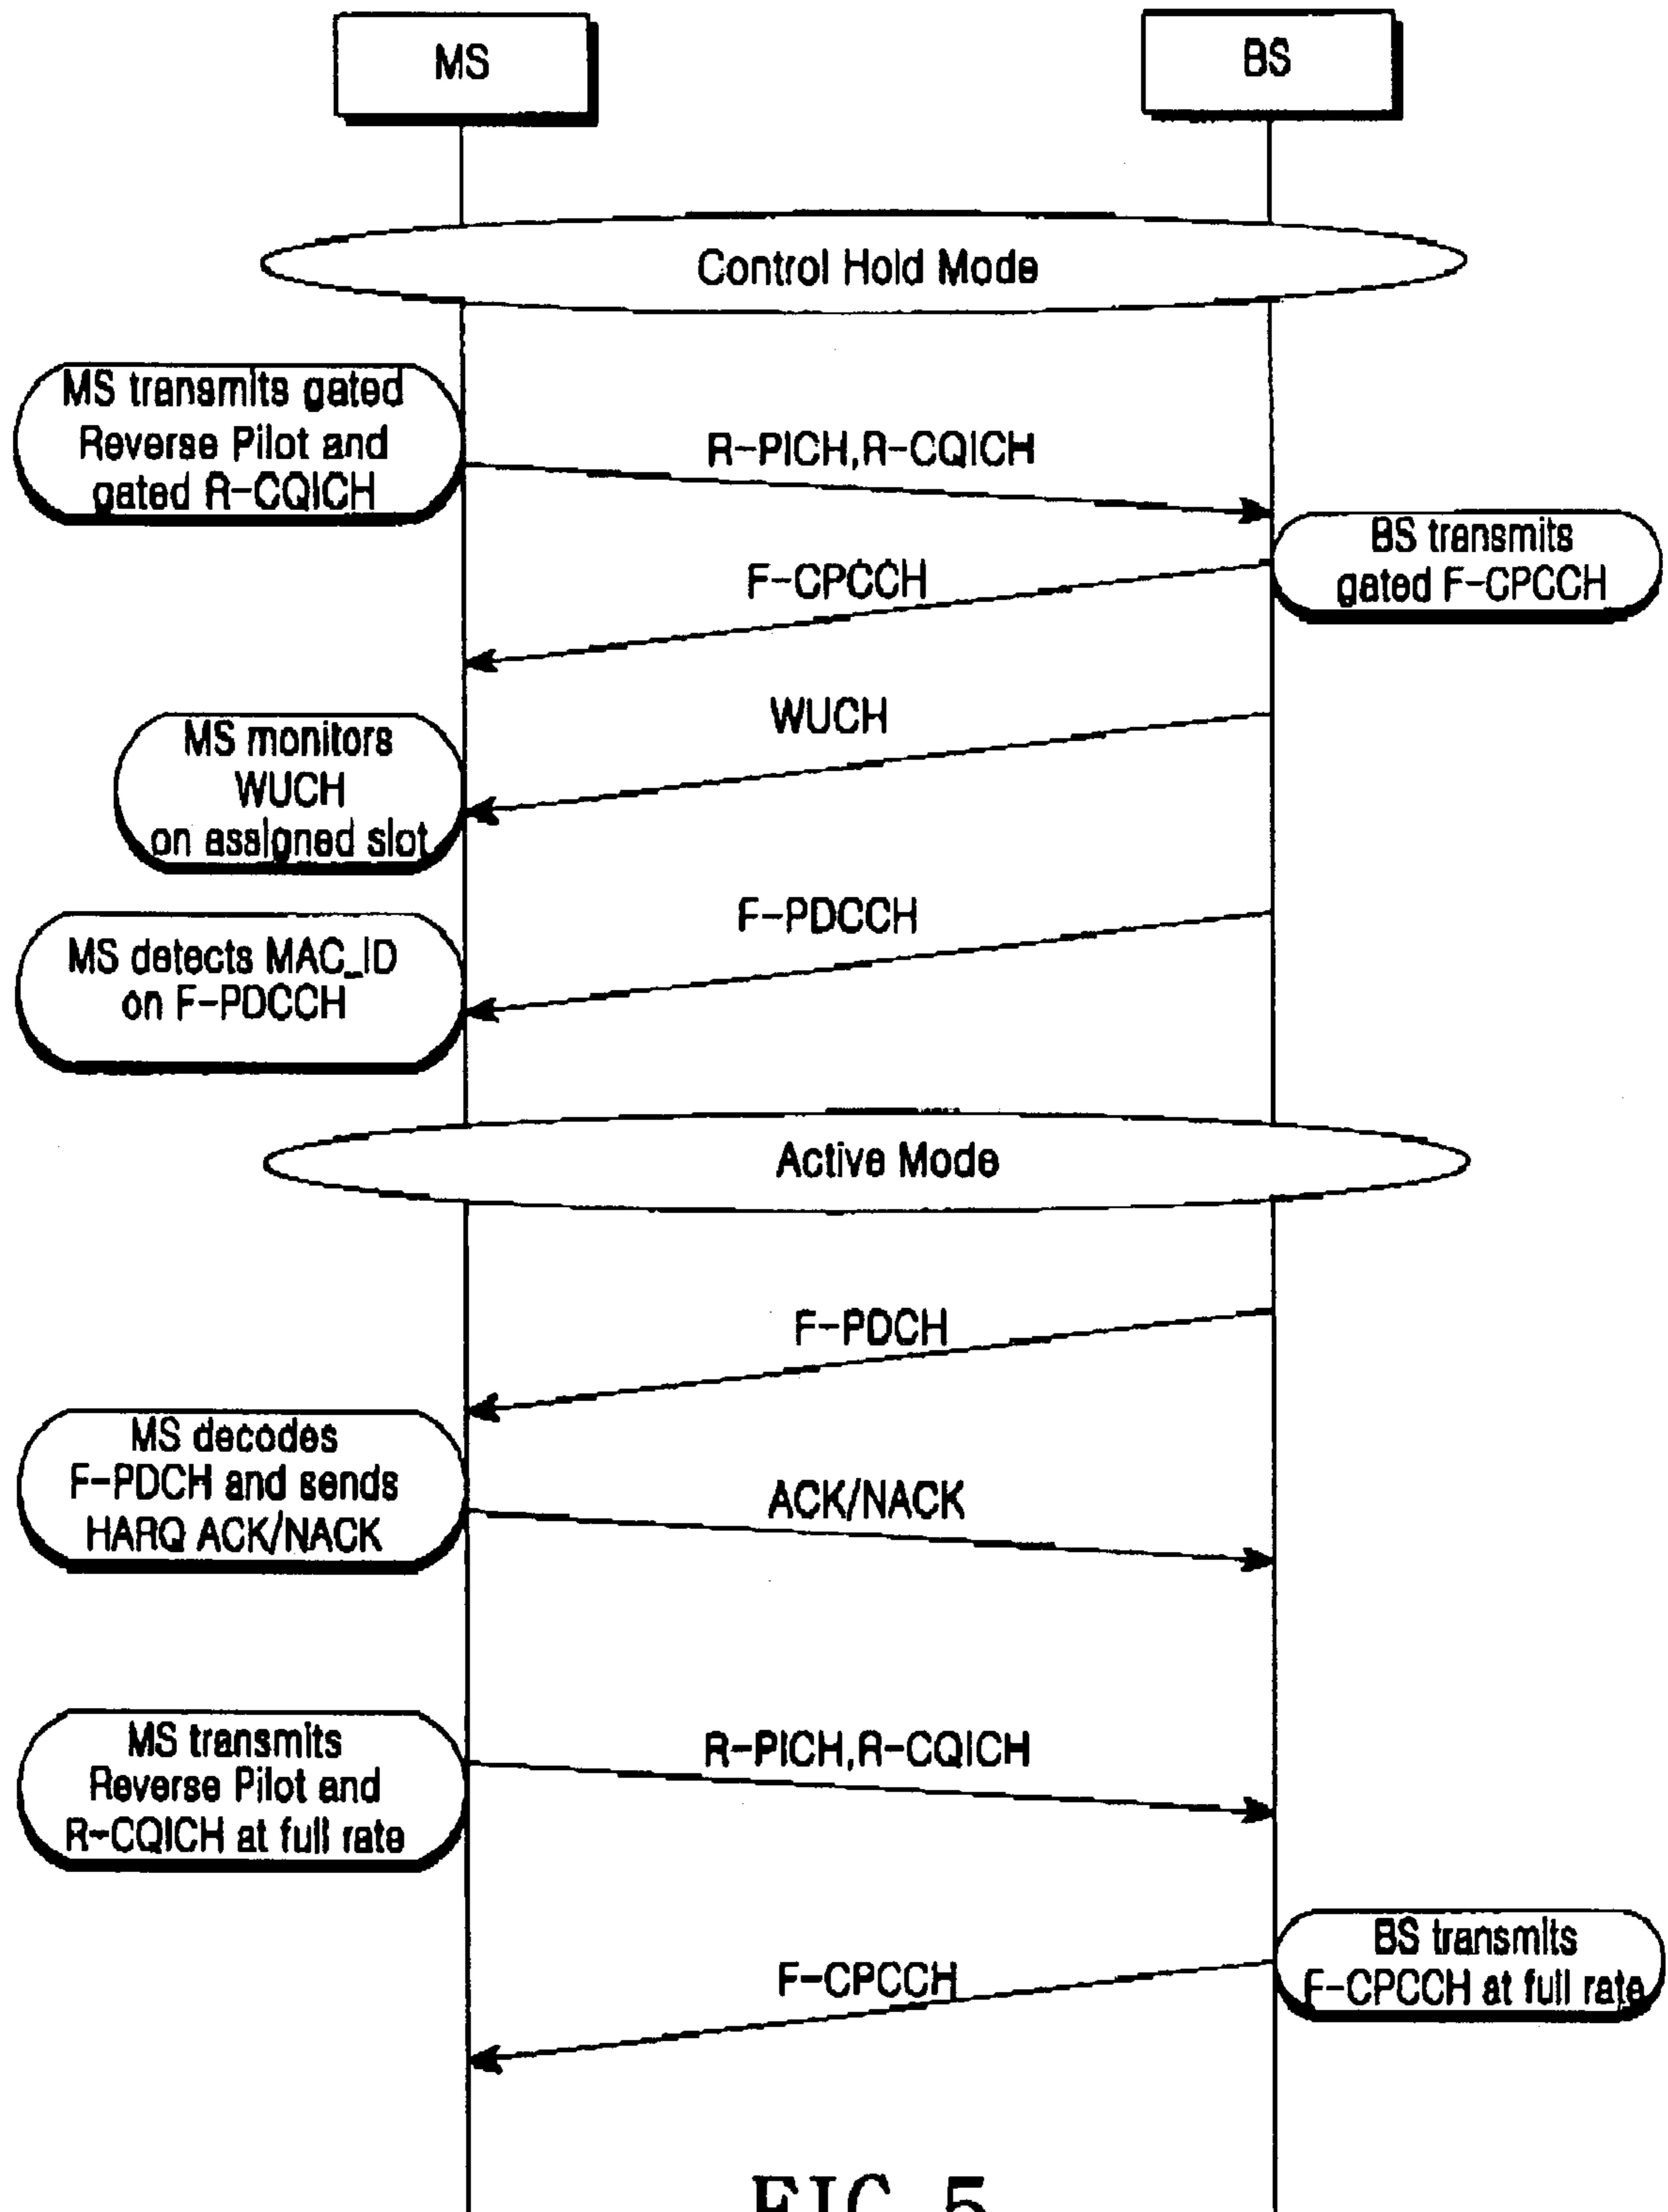 MS
BS
Control Hold Mode
MS transmits gated
Reverse Pilot and
gated R-CQICH
R-PICH,R-CQICH
BS transmits
gated F-CPCCH
F-CPCCH
WUCH
MS monitors
WUCH
on assigned slot
F-PDCCH
MS detects MAC_ID
on F-PDCCH
Active Mode
F-PDCH
MS decodes
F-PDCH and sends
HARQ ACK/NACK
ACK/NACK
MS transmits
Reverse Pilot and
R-CQICH at full rate
R-PICH,R-CQICH
BS transmits
F-CPCCH at full rate
F-CPCCH
FIG. 5